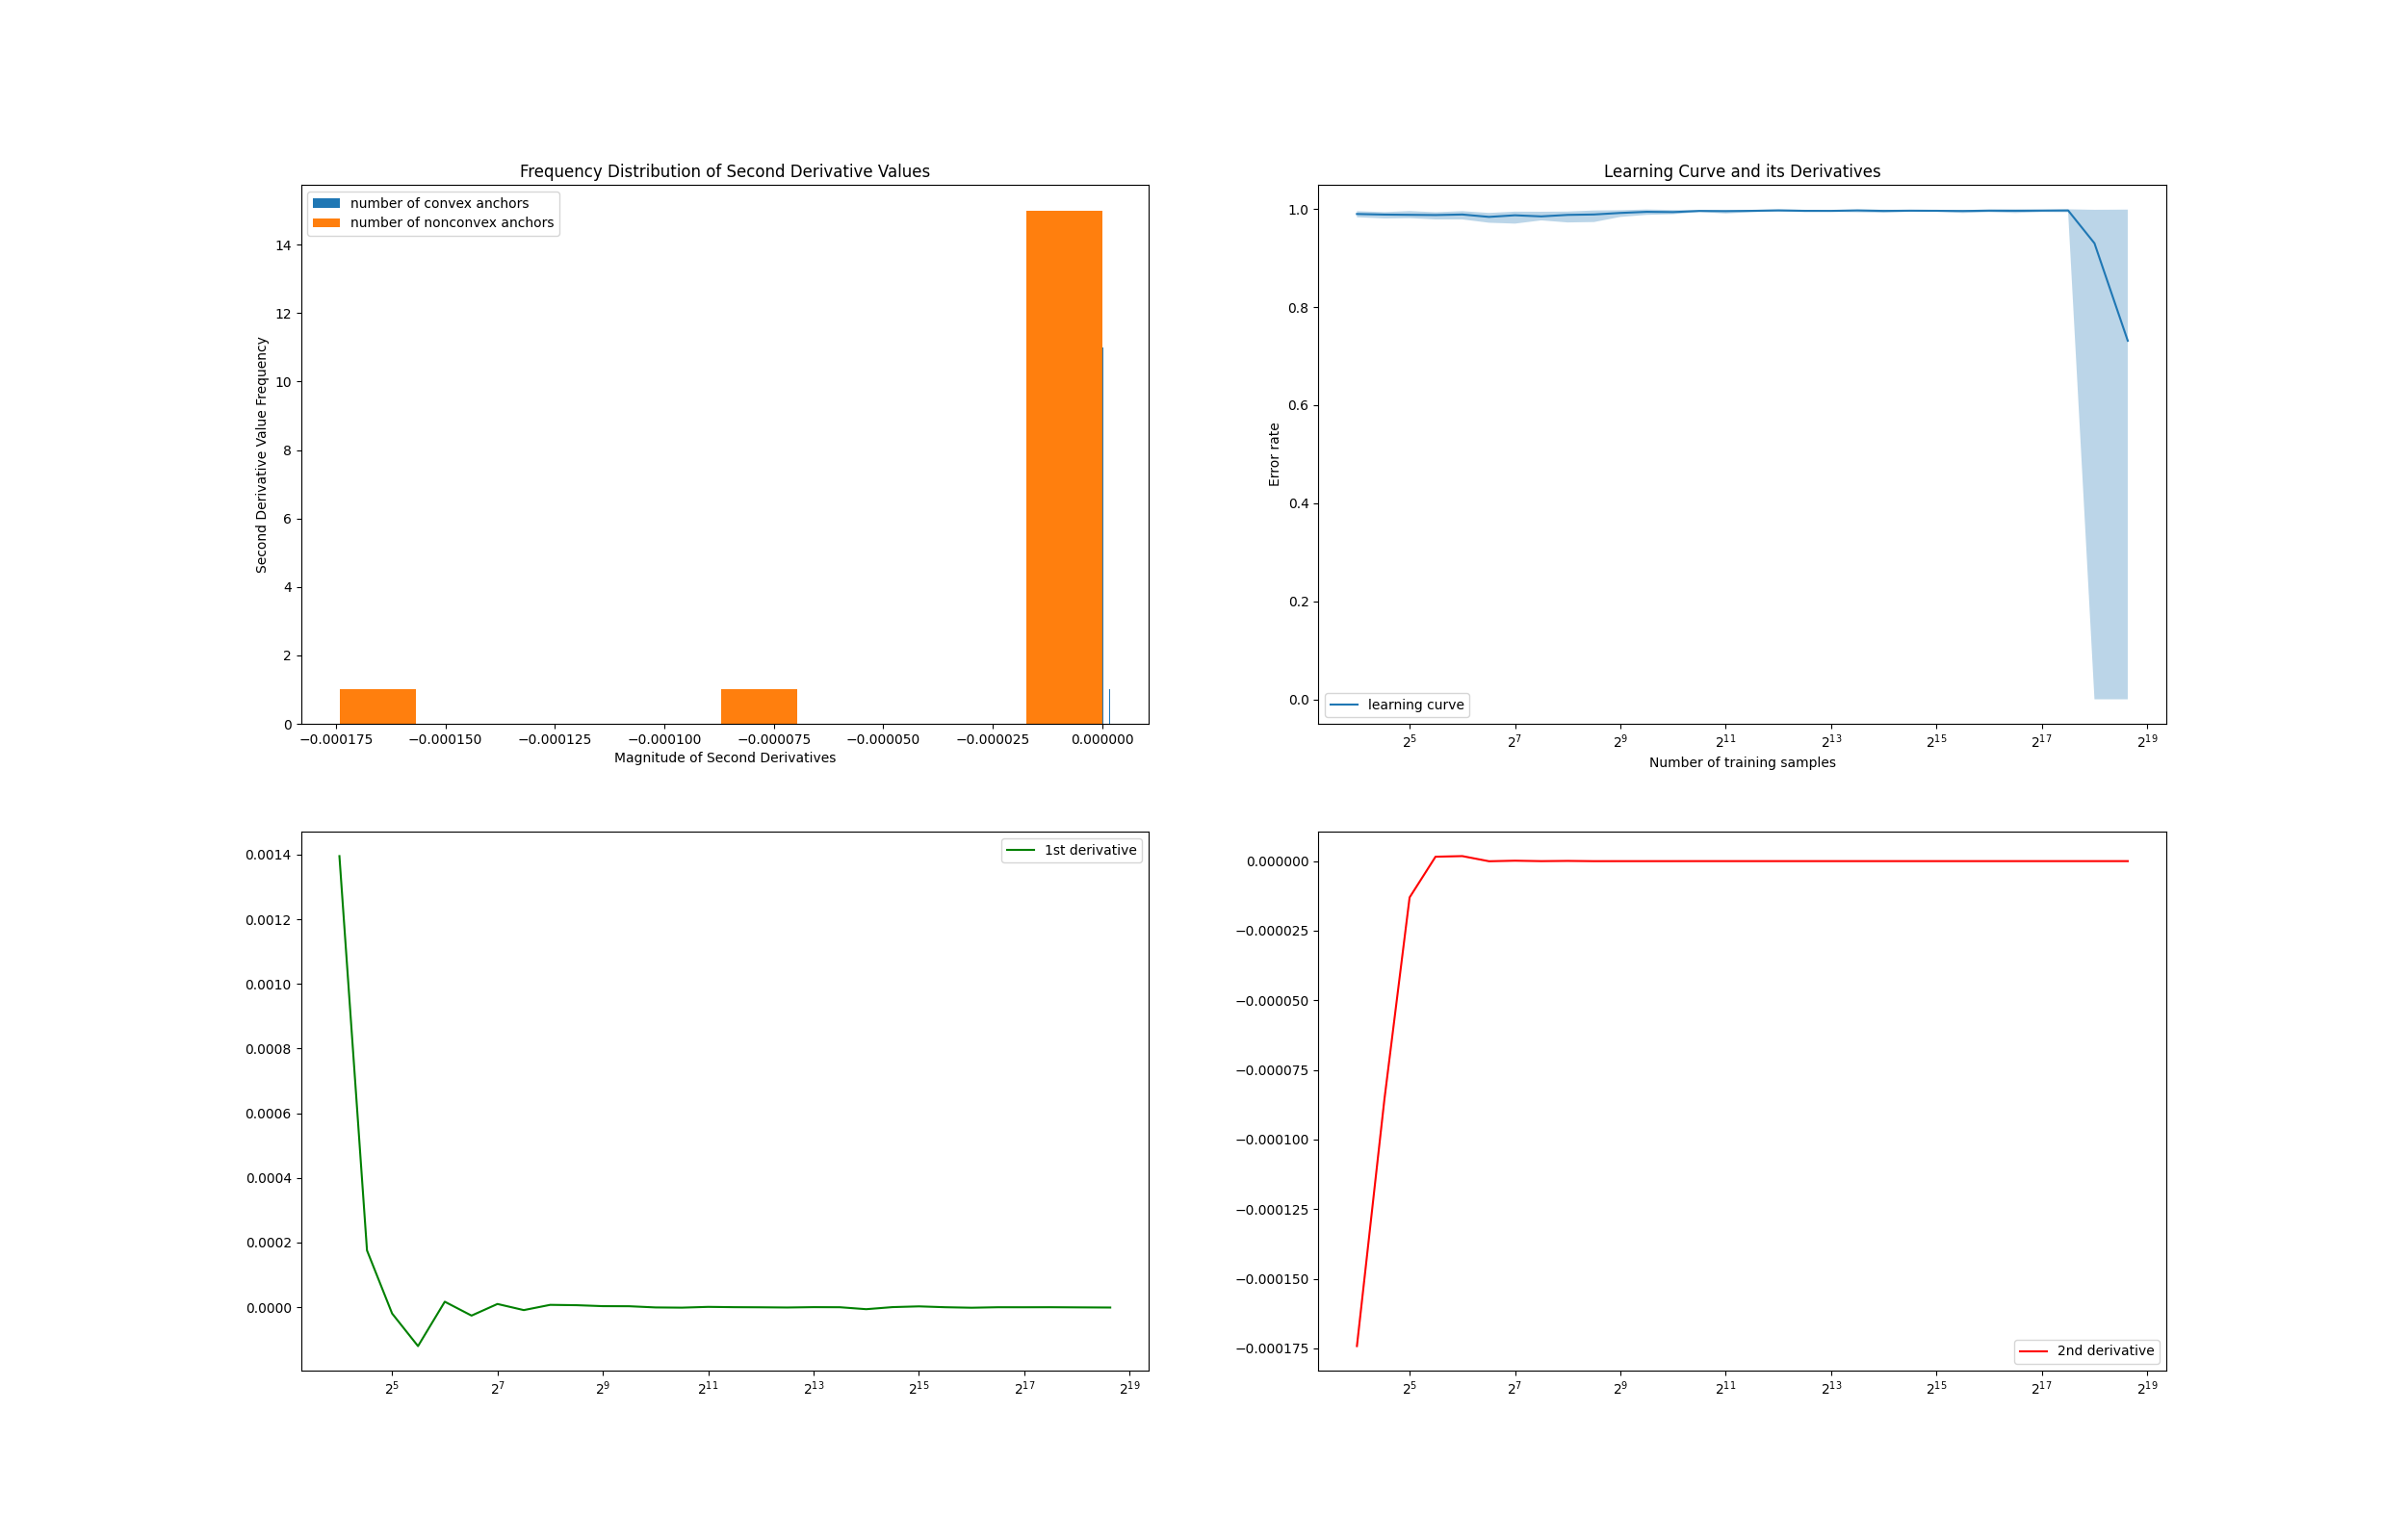 Frequency Distribution of Second Derivative Values
number of convex anchors
number of nonconvex anchors
Second Derivative Value Frequency
14
12
10
8
6
4
2
0
−0.000175 −0.000150 −0.000125 −0.000100 −0.000075 −0.000050 −0.000025 0.000000
Magnitude of Second Derivatives
Learning Curve and its Derivatives
Error rate
1.0
0.8
0.6
0.4
0.2
0.0
learning curve
2^5 2^7 2^9 2^11 2^13 2^15 2^17 2^19
Number of training samples
1st derivative
0.0014
0.0012
0.0010
0.0008
0.0006
0.0004
0.0002
0.0000
2^5 2^7 2^9 2^11 2^13 2^15 2^17 2^19
0.000000
−0.000025
−0.000050
−0.000075
−0.000100
−0.000125
−0.000150
−0.000175
2nd derivative
2^5 2^7 2^9 2^11 2^13 2^15 2^17 2^19